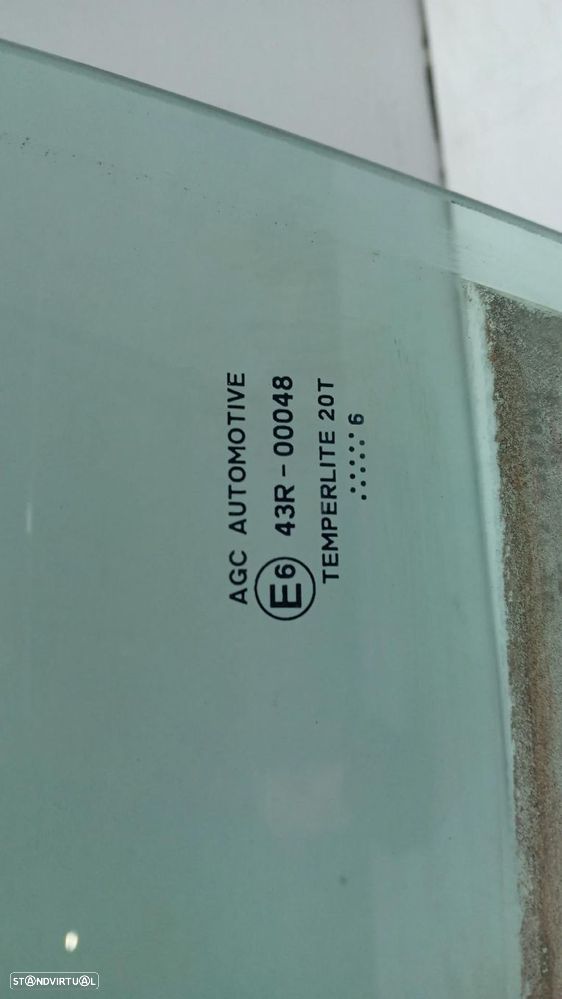 AGC AUTOMOTIVE
E6 43R-00048
TEMPERLITE 20T
..... 6
.....
STANDVIRTUAL